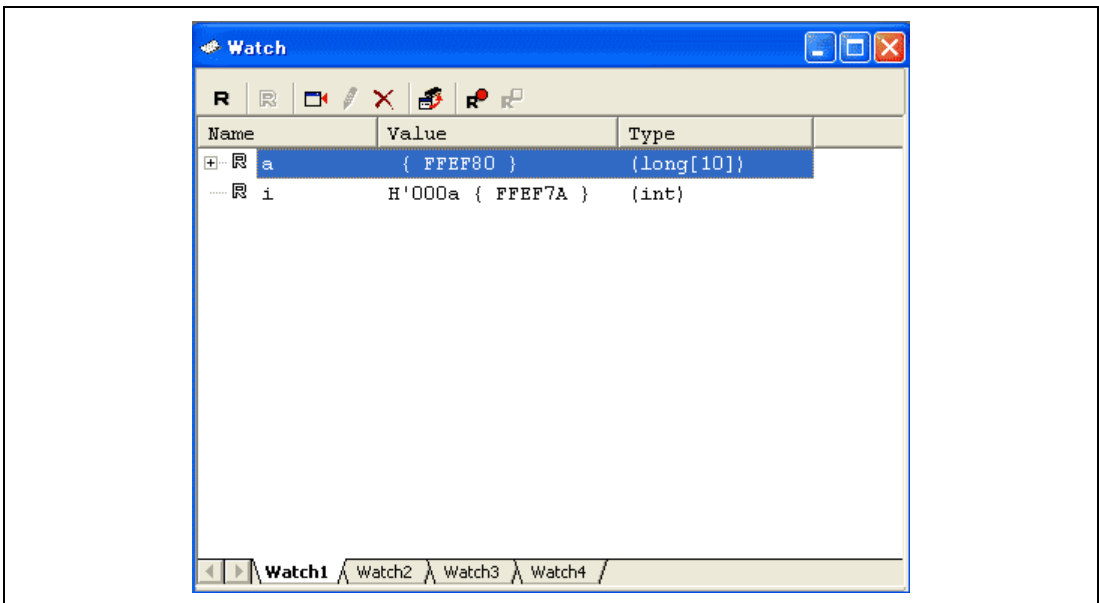 Watch
R R R R
Name Value Type
R a { FFEF80 } (long[10])
R i H'000a { FFEF7A } (int)
Watch1 Watch2 Watch3 Watch4